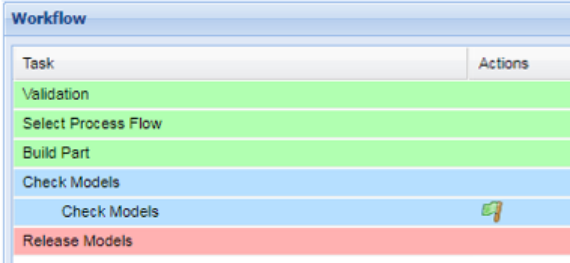 Workflow
Task Actions
Validation
Select Process Flow
Build Part
Check Models
Check Models
Release Models